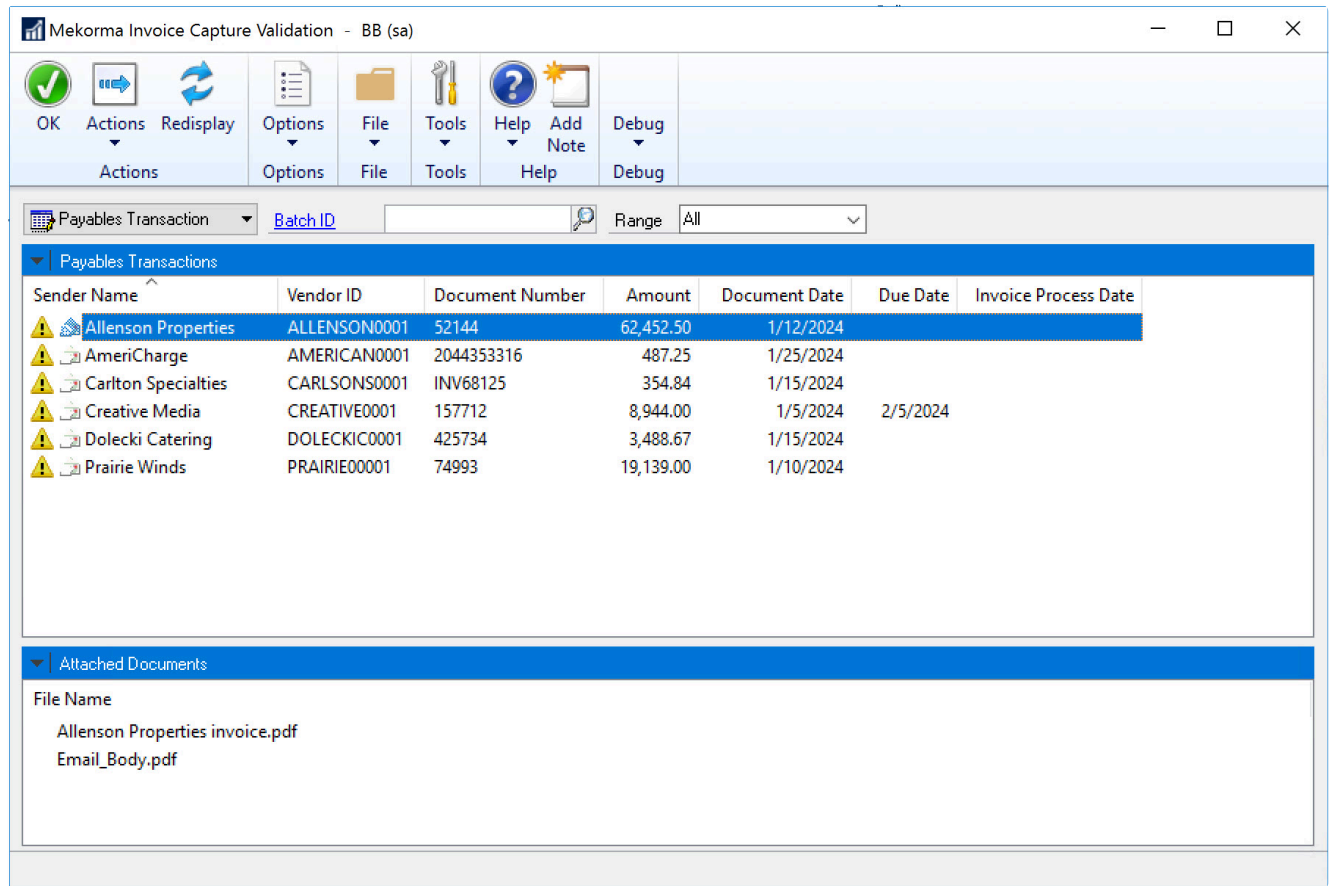 Mekorma Invoice Capture Validation - BB (sa)
OK Actions Redisplay Options File Tools Help Add Note Debug
Actions Options File Tools Help Debug
Payables Transaction Batch ID Range All
Payables Transactions
Sender Name Vendor ID Document Number Amount Document Date Due Date Invoice Process Date
Allenson Properties ALLENSON0001 52144 62,452.50 1/12/2024
AmeriCharge AMERICAN0001 2044353316 487.25 1/25/2024
Carlton Specialties CARLSONS0001 INV68125 354.84 1/15/2024
Creative Media CREATIVE0001 157712 8,944.00 1/5/2024 2/5/2024
Dolecki Catering DOLECKIC0001 425734 3,488.67 1/15/2024
Prairie Winds PRAIRIE00001 74993 19,139.00 1/10/2024
Attached Documents
File Name
Allenson Properties invoice.pdf
Email_Body.pdf